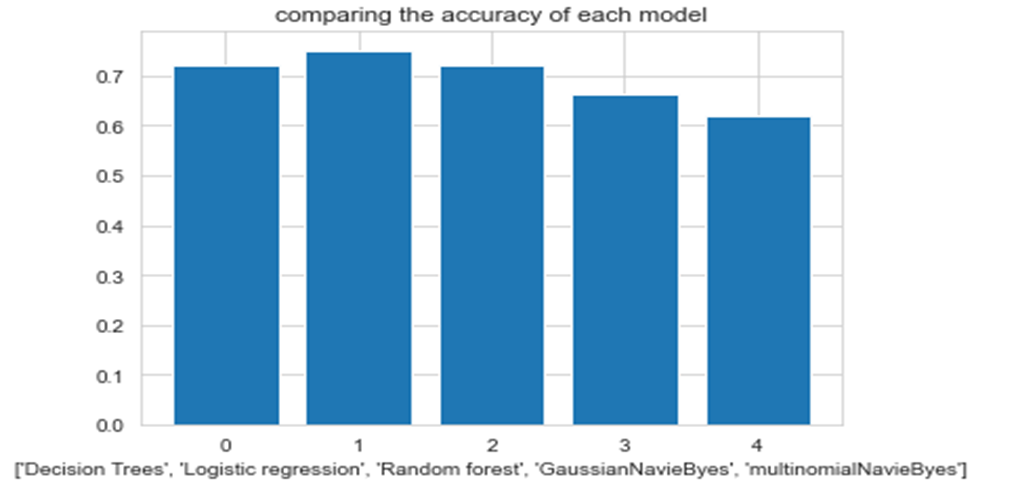 comparing the accuracy of each model
0.7
0.6
0.5
0.4
0.3
0.2
0.1
0.0
0 1 2 3 4
['Decision Trees', 'Logistic regression', 'Random forest', 'GaussianNavieByes', 'multinomialNavieByes']